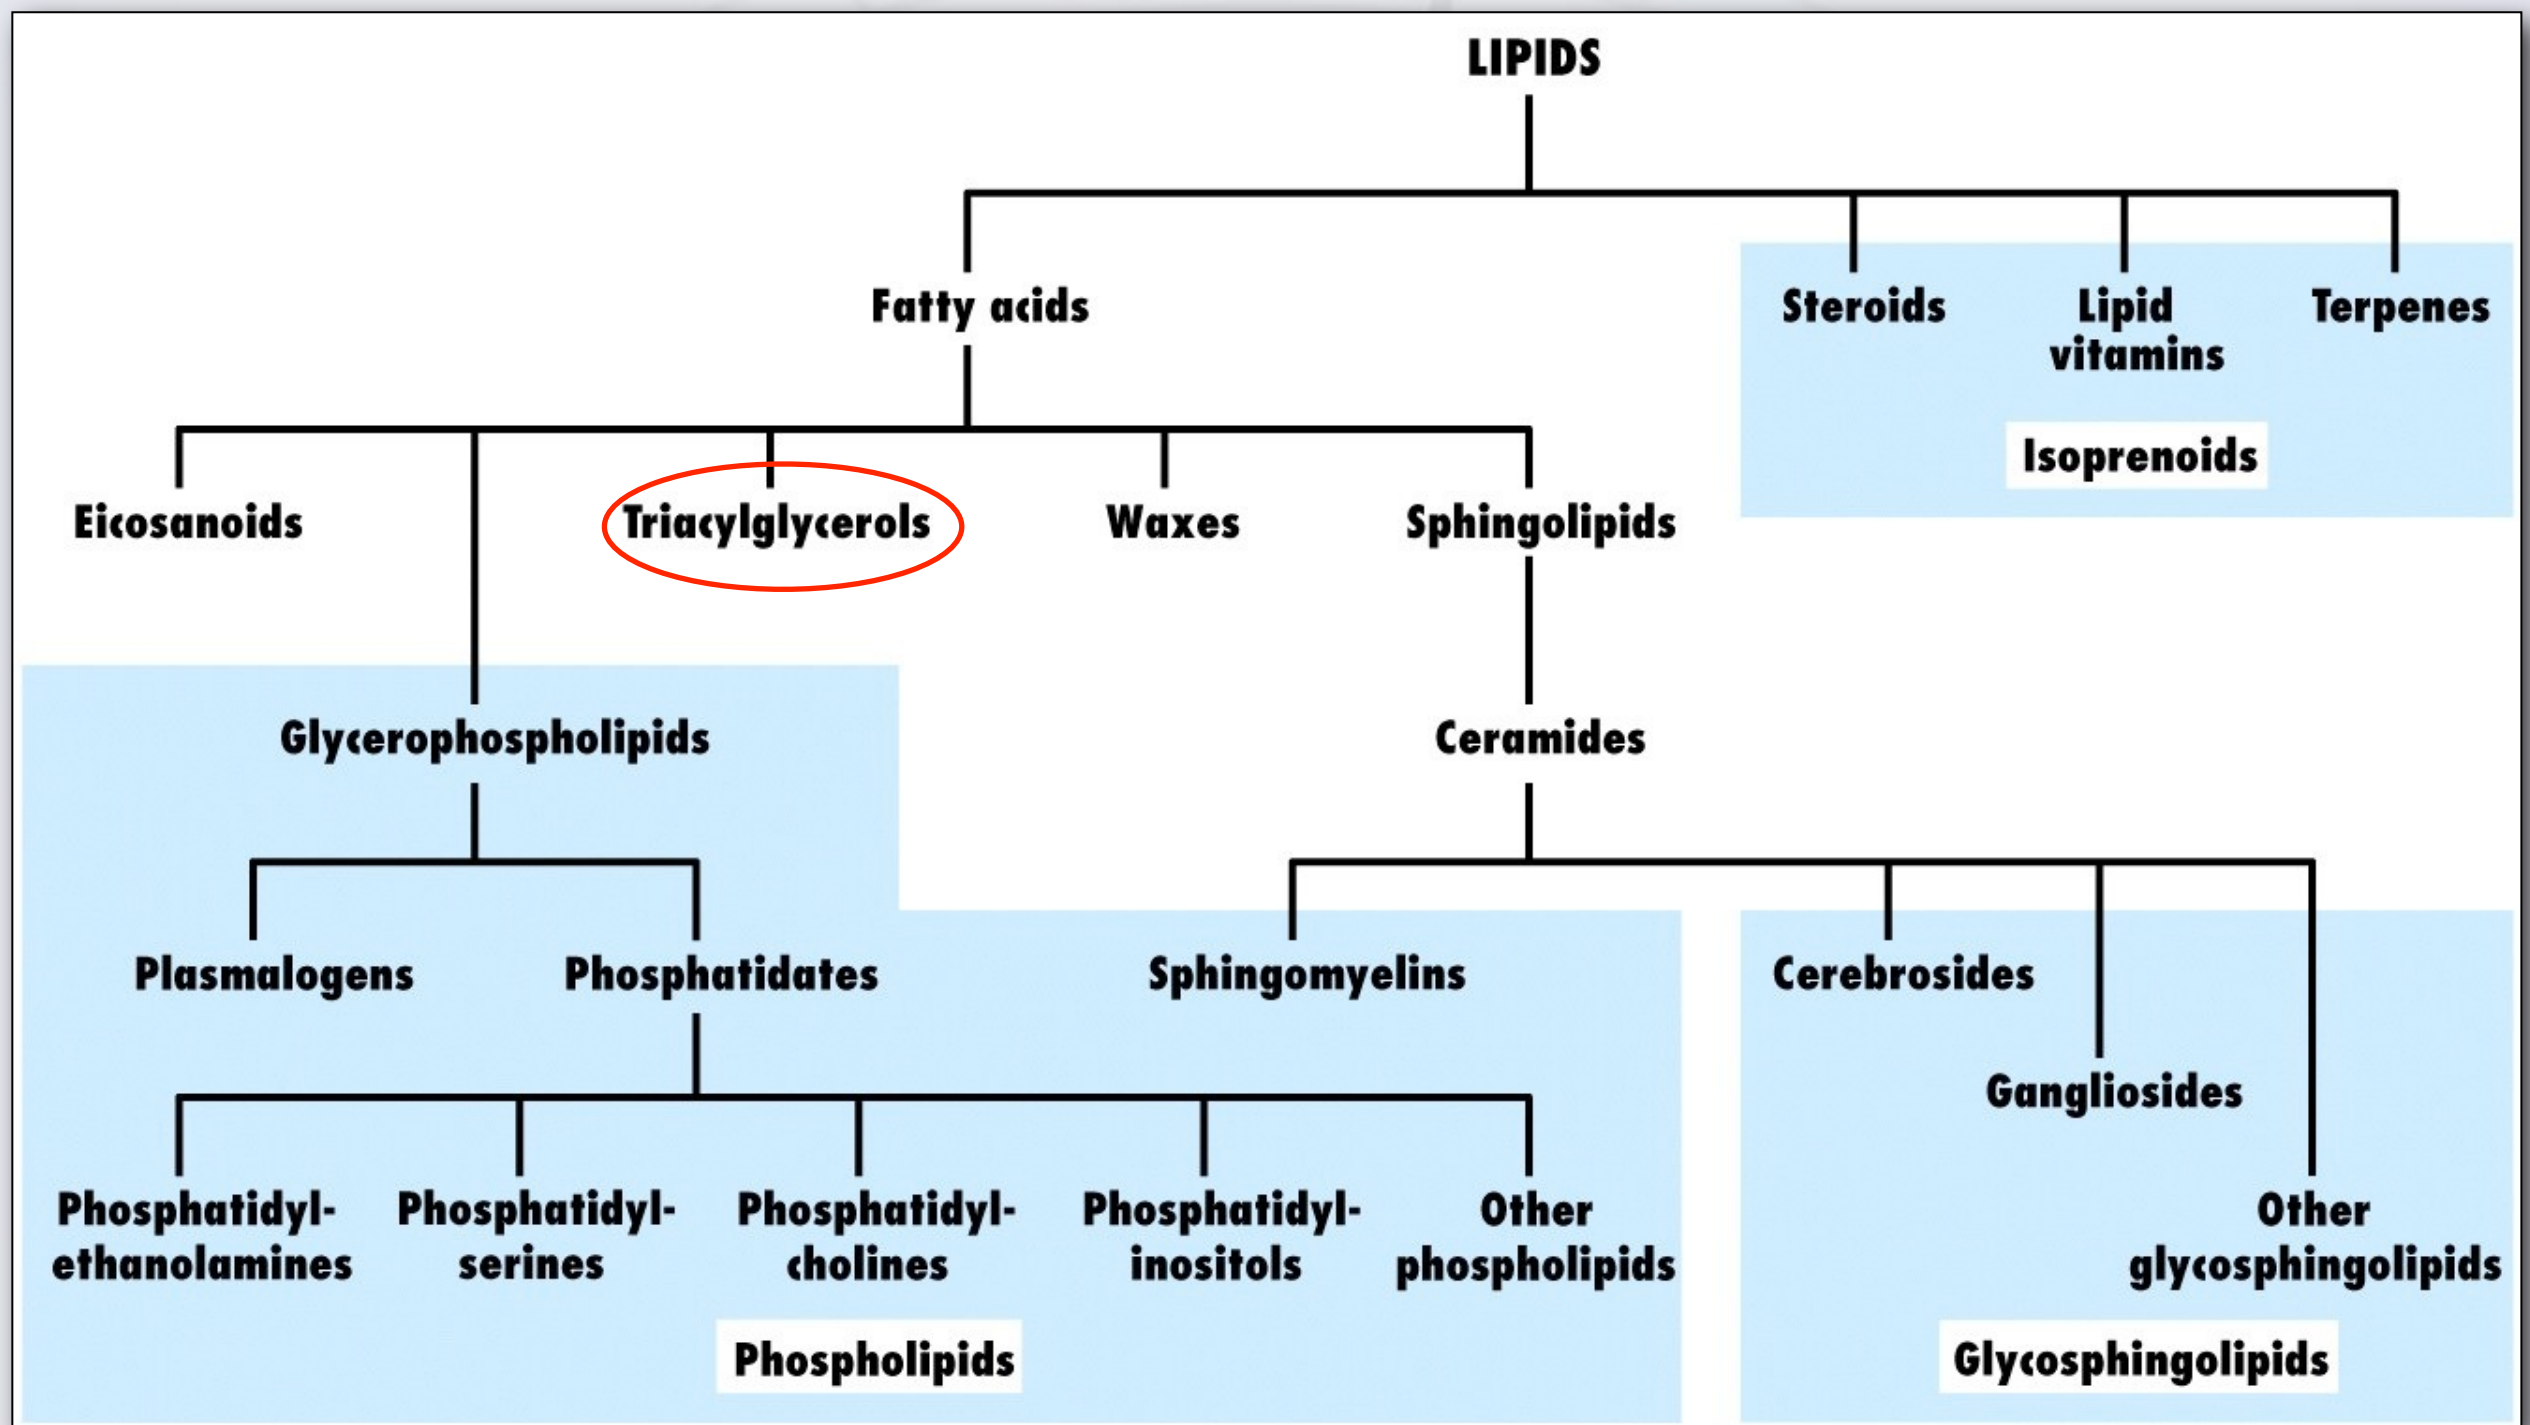 LIPIDS
Fatty acids
Steroids
Lipid
vitamins
Terpenes
Isoprenoids
Eicosanoids
Triacylglycerols
Waxes
Sphingolipids
Glycerophospholipids
Ceramides
Plasmalogens
Phosphatidates
Sphingomyelins
Cerebrosides
Gangliosides
Phosphatidyl-
ethanolamines
Phosphatidyl-
serines
Phosphatidyl-
cholines
Phosphatidyl-
inositols
Other
phospholipids
Other
glycosphingolipids
Phospholipids
Glycosphingolipids